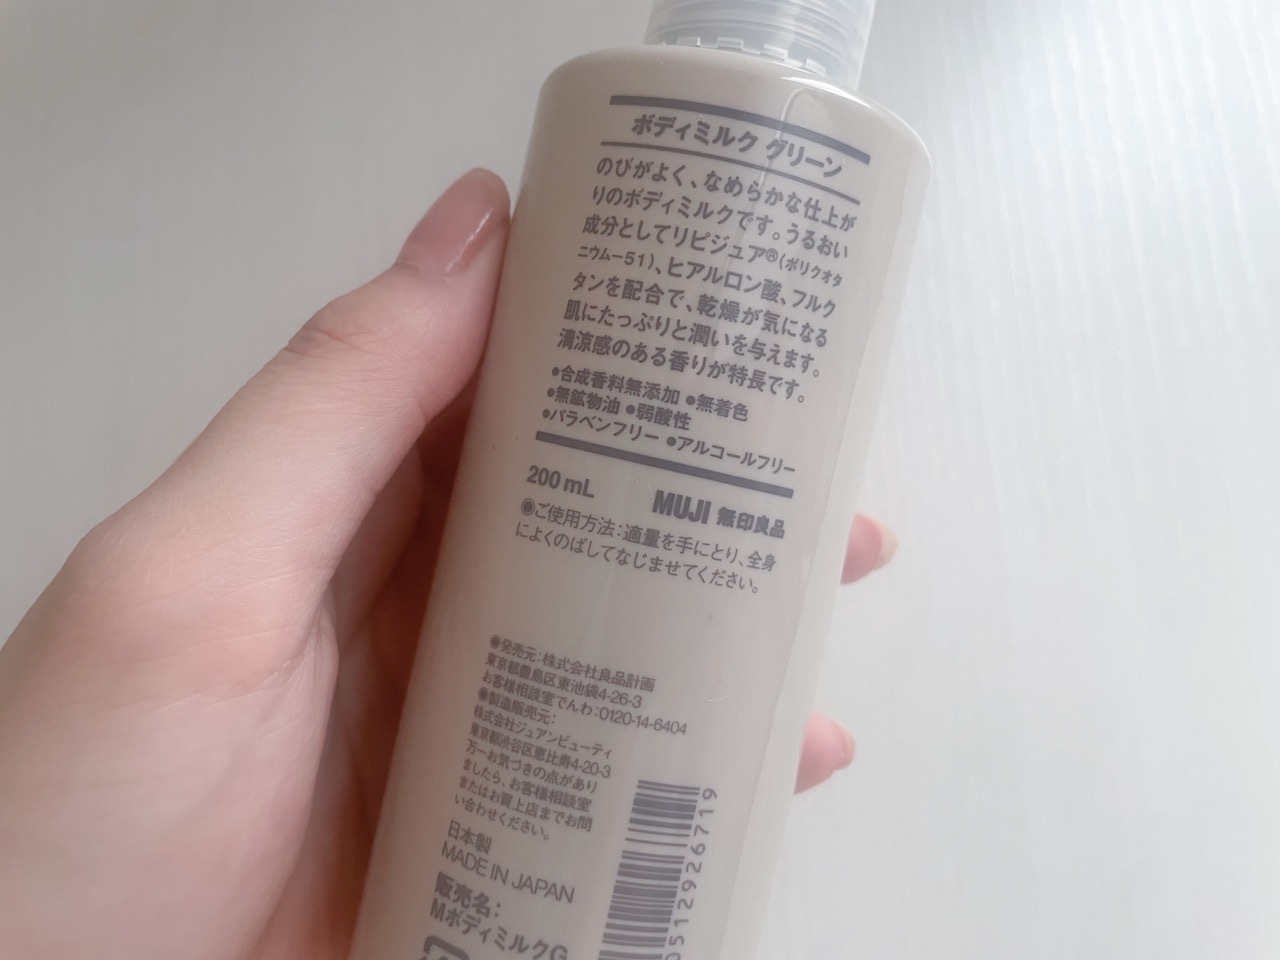 ボディミルク グリーン
のびがよく、なめらかな仕上が
りのボディミルクです。うるおい
成分としてリピジュア®(ポリクオタ
ニウムー51)、ヒアルロン酸、フルク
タンを配合で、乾燥が気になる
肌にたっぷりと潤いを与えます。
清涼感のある香りが特長です。
●合成香料無添加 ●無着色
●無鉱物油 ●弱酸性
●パラベンフリー ●アルコールフリー
200 mL MUJI 無印良品
◉ご使用方法:適量を手にとり、全身
によくのばしてなじませてください。
◉発売元:株式会社良品計画
東京都豊島区東池袋4-26-3
お客様相談室でんわ:0120-14-6404
◉製造販売元:
株式会社ジュアンビューティ
東京都渋谷区恵比寿4-20-3
万一お気づきの点があり
ましたら、お客様相談室
またはお買上店までお問
い合わせください。
日本製
MADE IN JAPAN
販売名:
MボディミルクG
0512926719